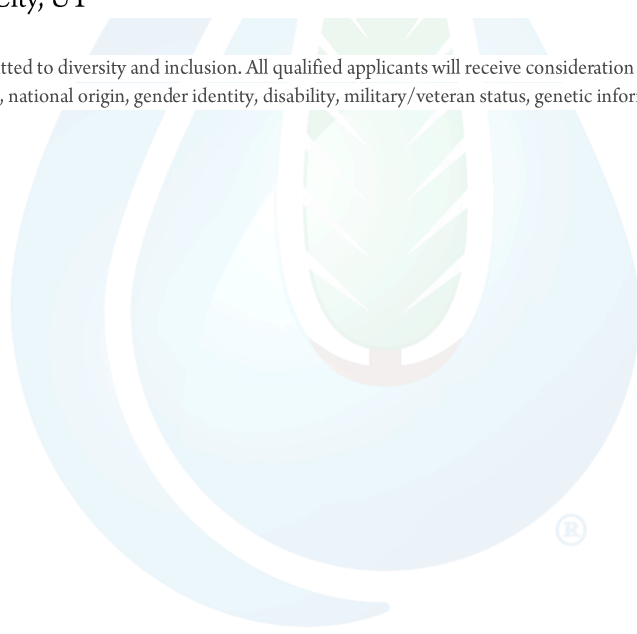 City, UT
tted to diversity and inclusion. All qualified applicants will receive consideration
, national origin, gender identity, disability, military/veteran status, genetic infor
®